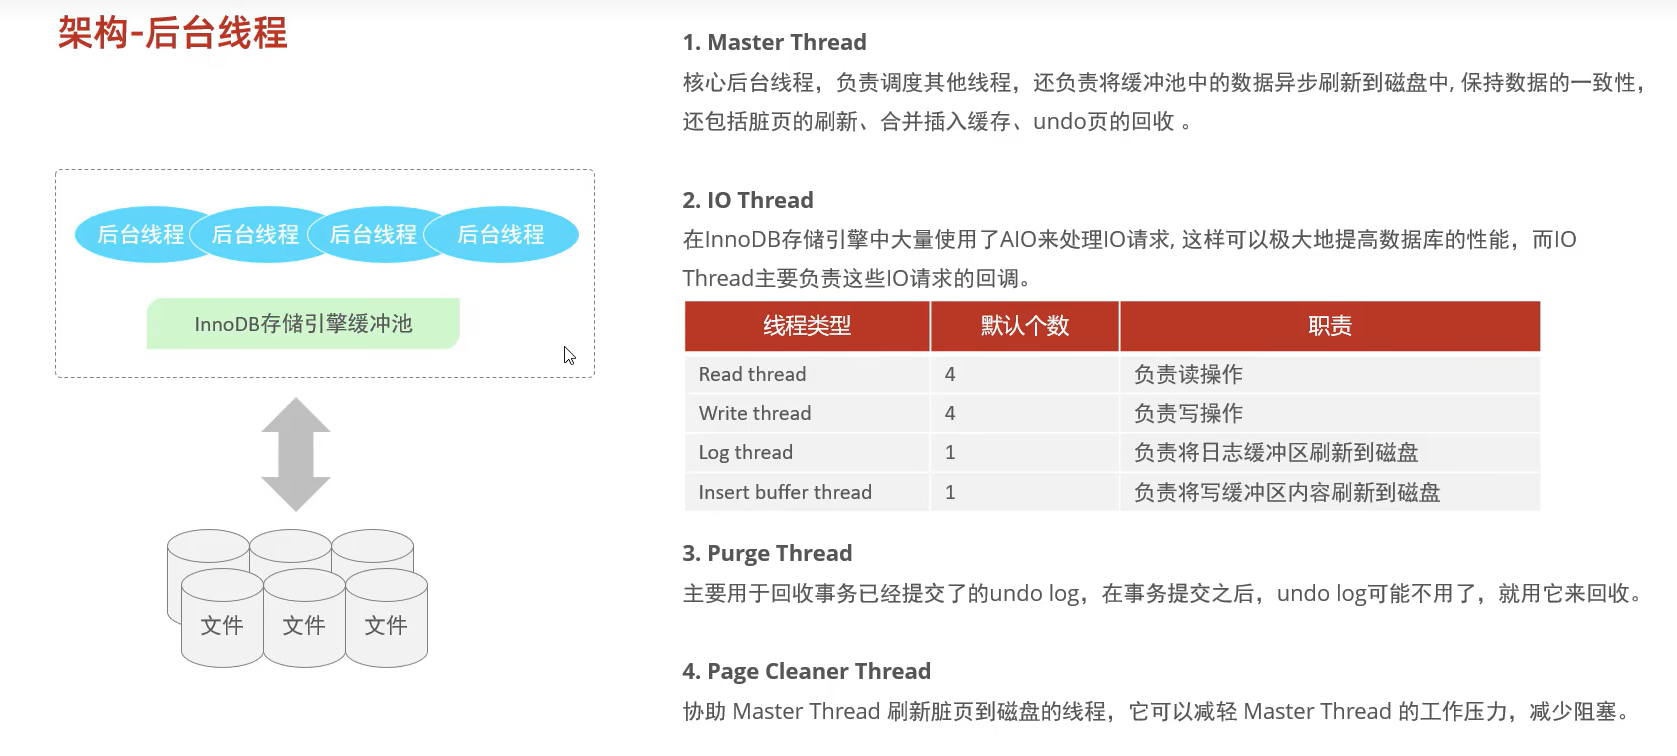 架构-后台线程
后台线程 后台线程 后台线程 后台线程
InnoDB存储引擎缓冲池
文件 文件 文件
1. Master Thread
核心后台线程，负责调度其他线程，还负责将缓冲池中的数据异步刷新到磁盘中, 保持数据的一致性，
还包括脏页的刷新、合并插入缓存、undo页的回收 。
2. IO Thread
在InnoDB存储引擎中大量使用了AIO来处理IO请求, 这样可以极大地提高数据库的性能，而IO
Thread主要负责这些IO请求的回调。
线程类型 默认个数 职责
Read thread 4 负责读操作
Write thread 4 负责写操作
Log thread 1 负责将日志缓冲区刷新到磁盘
Insert buffer thread 1 负责将写缓冲区内容刷新到磁盘
3. Purge Thread
主要用于回收事务已经提交了的undo log，在事务提交之后，undo log可能不用了，就用它来回收。
4. Page Cleaner Thread
协助 Master Thread 刷新脏页到磁盘的线程，它可以减轻 Master Thread 的工作压力，减少阻塞。